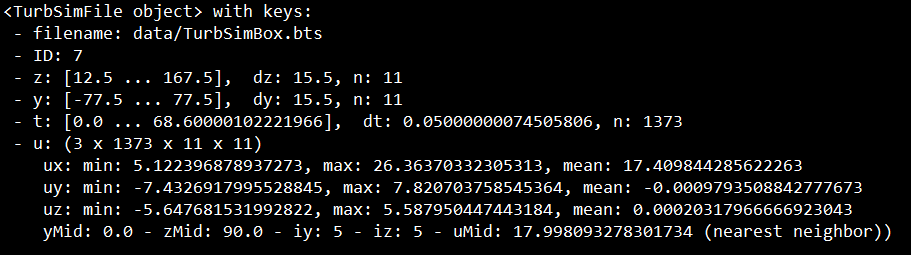 <TurbSimFile object> with keys:
- filename: data/TurbSimBox.bts
- ID: 7
- z: [12.5 ... 167.5],  dz: 15.5, n: 11
- y: [-77.5 ... 77.5],  dy: 15.5, n: 11
- t: [0.0 ... 68.60000102221966],  dt: 0.05000000074505806, n: 1373
- u: (3 x 1373 x 11 x 11)
ux: min: 5.122396878937273, max: 26.36370332305313, mean: 17.409844285622263
uy: min: -7.4326917995528845, max: 7.820703758545364, mean: -0.0009793508842777673
uz: min: -5.647681531992822, max: 5.587950447443184, mean: 0.00020317966666923043
yMid: 0.0 - zMid: 90.0 - iy: 5 - iz: 5 - uMid: 17.998093278301734 (nearest neighbor))